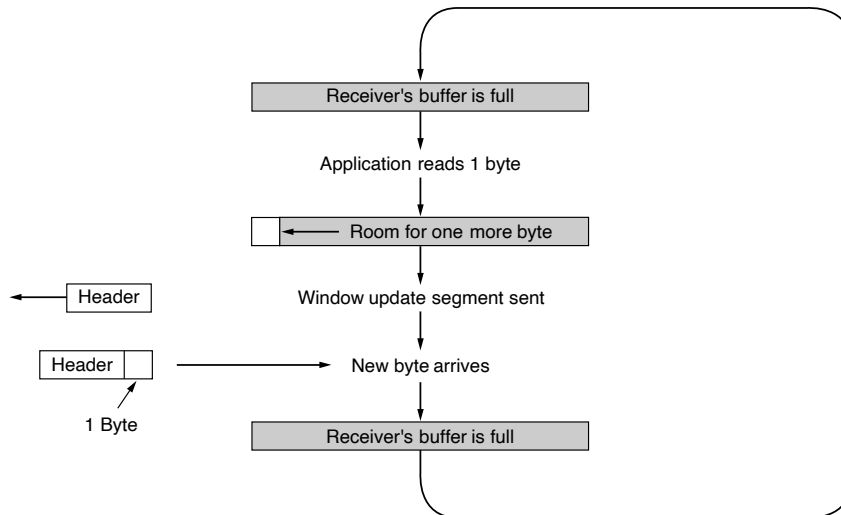 Receiver's buffer is full
Application reads 1 byte
Room for one more byte
Window update segment sent
Header
Header
New byte arrives
1 Byte
Receiver's buffer is full